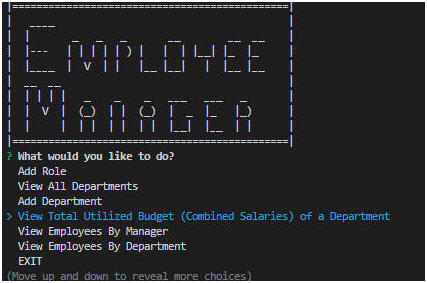 EMPLOYEE
MANAGER
? What would you like to do?
Add Role
View All Departments
Add Department
> View Total Utilized Budget (Combined Salaries) of a Department
View Employees By Manager
View Employees By Department
EXIT
(Move up and down to reveal more choices)